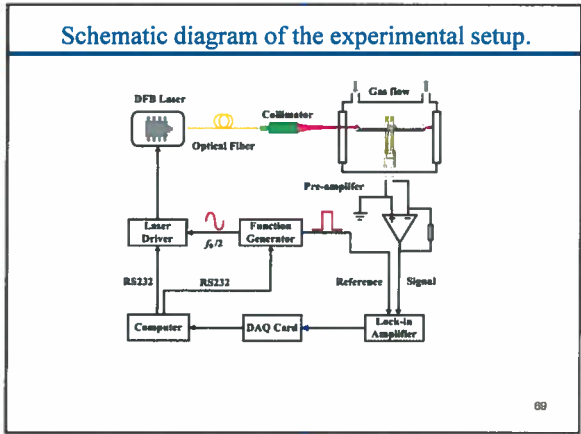 Schematic diagram of the experimental setup.
Gas flow
DFB Laser
Collimator
Optical Fiber
Pre-amplifer
Laser
Driver
f₀/2
Function
Generator
RS232
RS232
Reference
Signal
Computer
DAQ Card
Lock-in
Amplifier
69